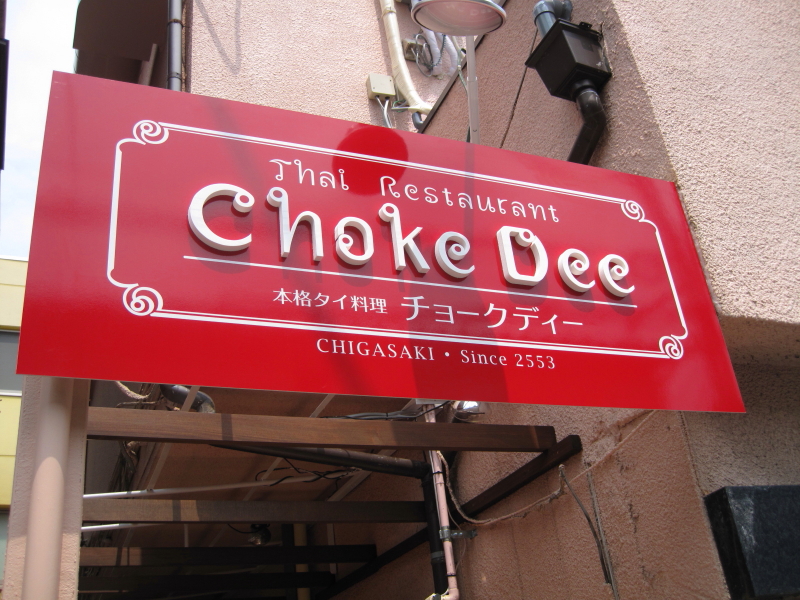 Thai Restaurant
Choke Dee
本格タイ料理 チョークディー
CHIGASAKI • Since 2553